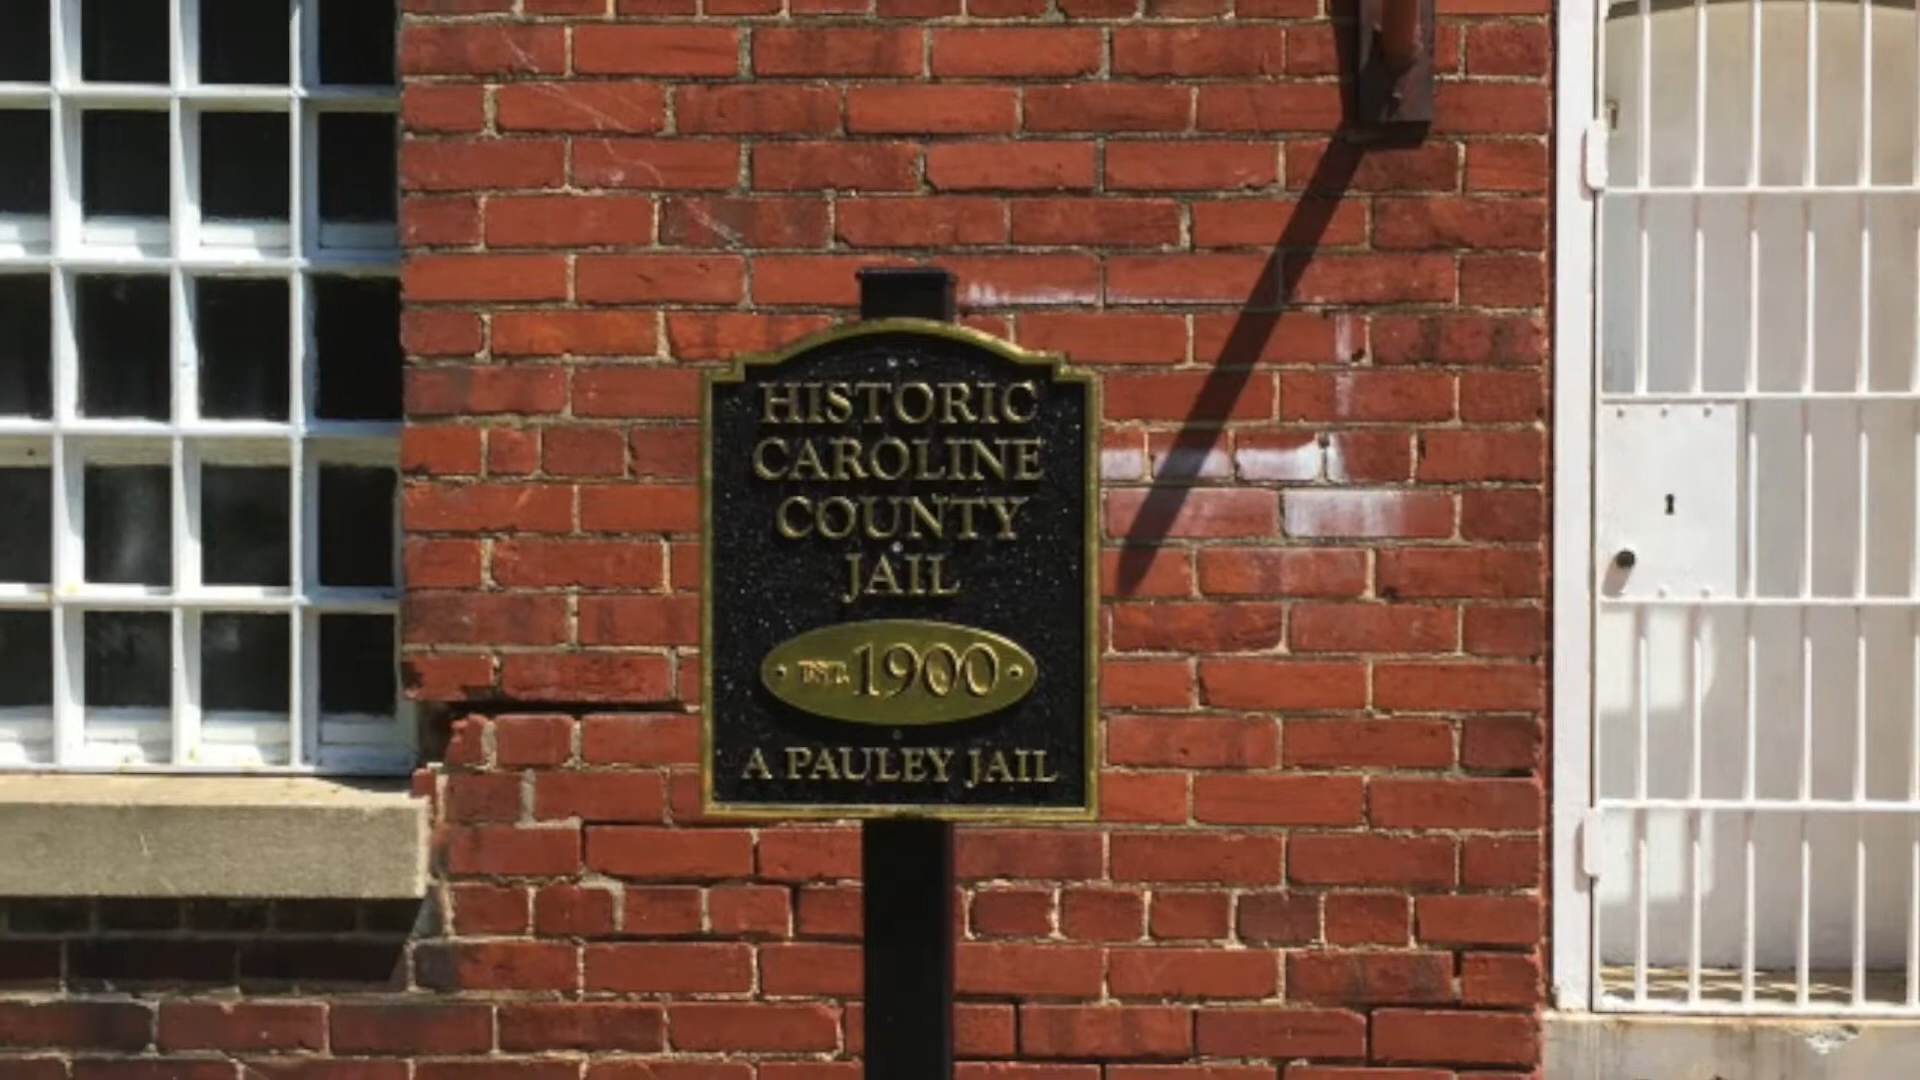 HISTORIC
CAROLINE
COUNTY
JAIL
· EST. 1900 ·
A PAULEY JAIL